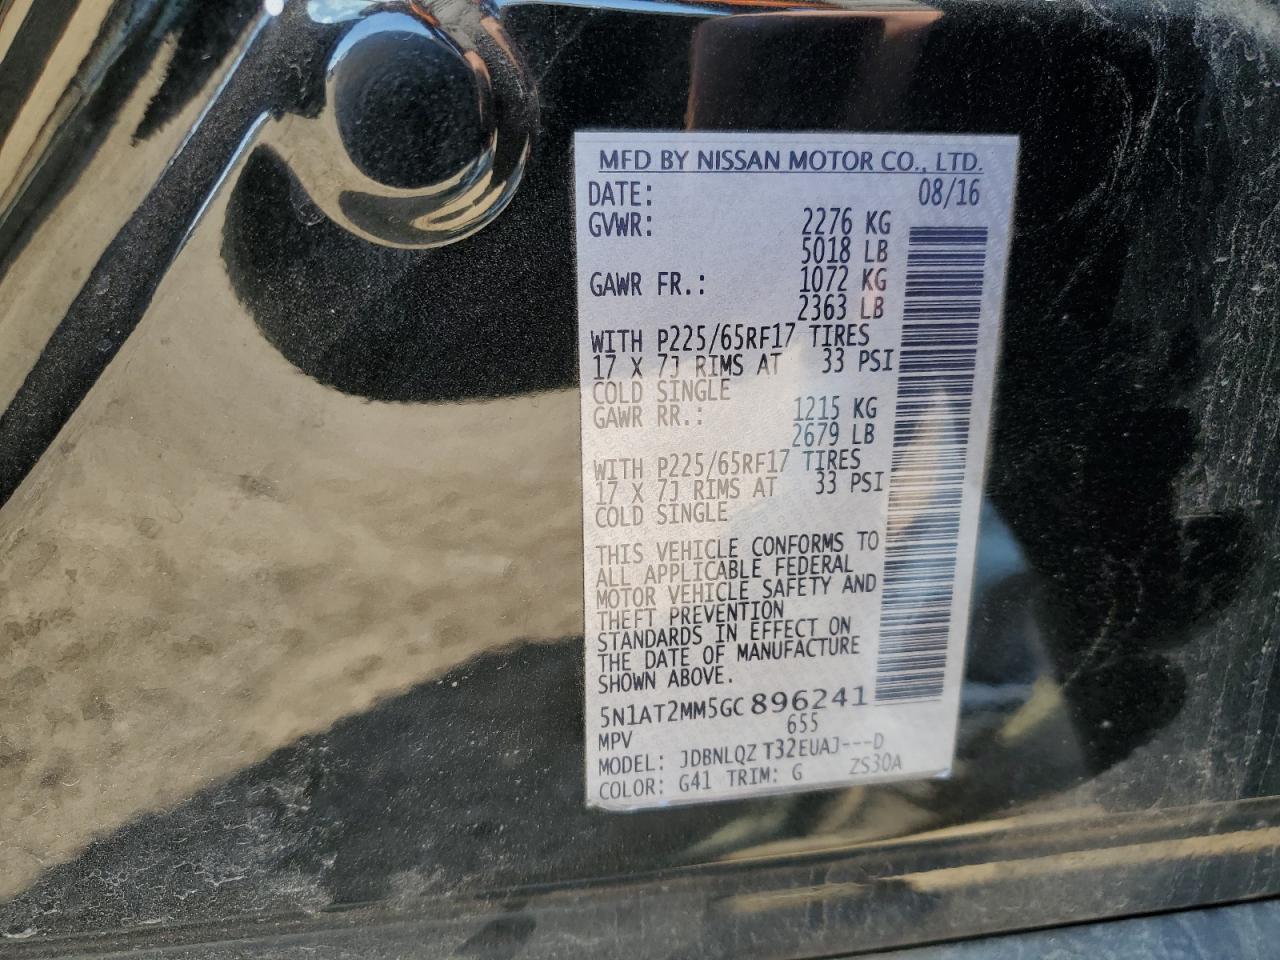 MFD BY NISSAN MOTOR CO., LTD.
DATE: 08/16
GVWR: 2276 KG
5018 LB
GAWR FR.: 1072 KG
2363 LB
WITH P225/65RF17 TIRES
17 X 7J RIMS AT 33 PSI
COLD SINGLE
GAWR RR.: 1215 KG
2679 LB
WITH P225/65RF17 TIRES
17 X 7J RIMS AT 33 PSI
COLD SINGLE
THIS VEHICLE CONFORMS TO
ALL APPLICABLE FEDERAL
MOTOR VEHICLE SAFETY AND
THEFT PREVENTION
STANDARDS IN EFFECT ON
THE DATE OF MANUFACTURE
SHOWN ABOVE.
5N1AT2MM5GC896241
MPV 655
MODEL: JDBNLQZ T32EUAJ---D
COLOR: G41 TRIM: G ZS30A